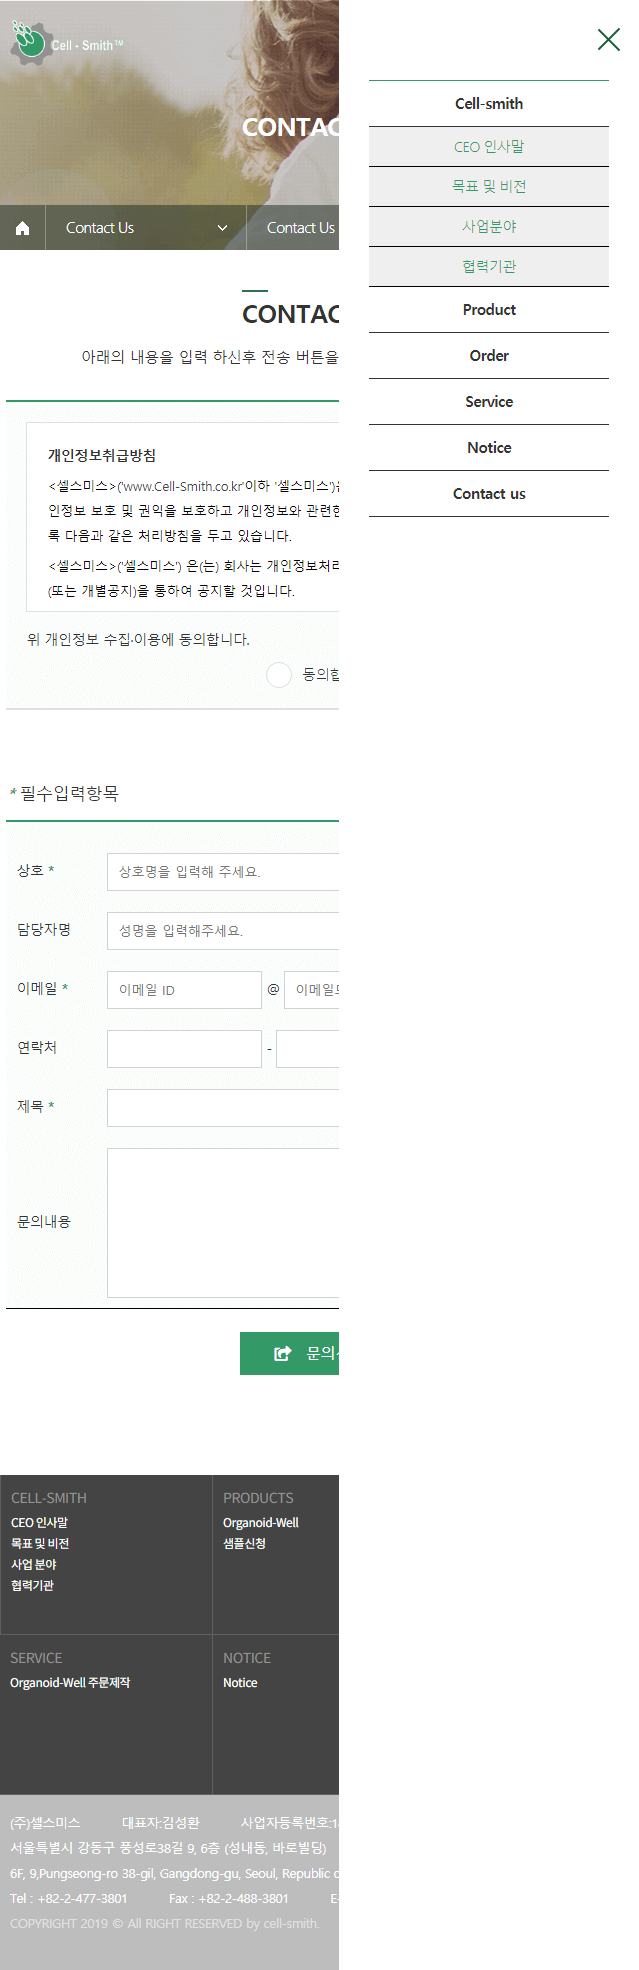 Cell - Smith™
Contact Us
Contact Us
아래의 내용을 입력 하신후 전송 버튼을
개인정보취급방침
<셀스미스>('www.Cell-Smith.co.kr'이하 '셀스미스')
인정보 보호 및 권익을 보호하고 개인정보와 관련한
록 다음과 같은 처리방침을 두고 있습니다.
<셀스미스>('셀스미스') 은(는) 회사는 개인정보처리
(또는 개별공지)을 통하여 공지할 것입니다.
위 개인정보 수집·이용에 동의합니다.
* 필수입력항목
상호 *
상호명을 입력해 주세요.
담당자명
성명을 입력해주세요.
이메일 *
이메일 ID
@
연락처
-
제목 *
문의내용
Cell-smith
CEO 인사말
목표 및 비전
사업분야
협력기관
Product
Order
Service
Notice
Contact us
CELL-SMITH
CEO 인사말
목표 및 비전
사업 분야
협력기관
PRODUCTS
Organoid-Well
샘플신청
SERVICE
Organoid-Well 주문제작
NOTICE
Notice
(주)셀스미스 대표자:김성환 사업자등록번호:1
서울특별시 강동구 풍성로38길 9, 6층 (성내동, 바로빌딩)
6F, 9,Pungseong-ro 38-gil, Gangdong-gu, Seoul, Republic
Tel : +82-2-477-3801 Fax : +82-2-488-3801 E-
COPYRIGHT 2019 © All RIGHT RESERVED by cell-smith.